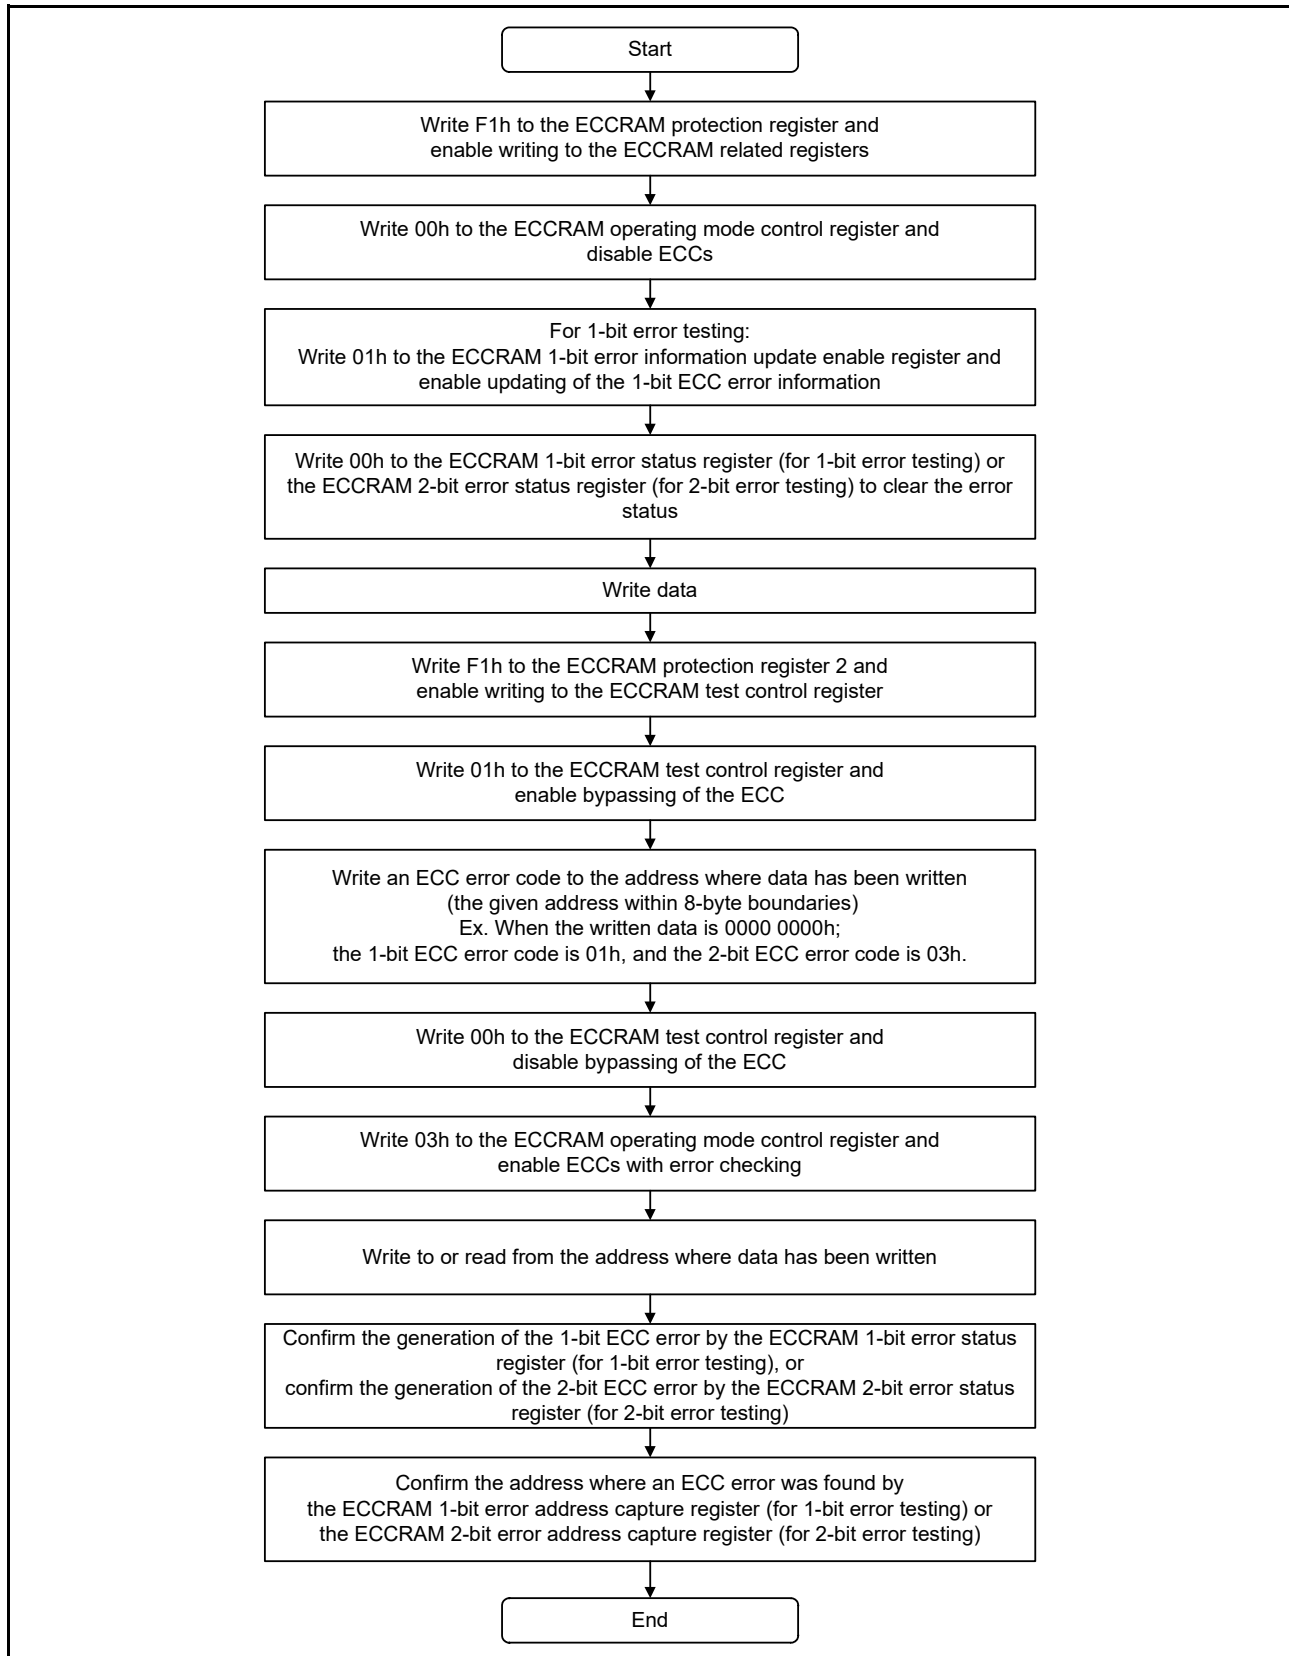 Start
Write F1h to the ECCRAM protection register and
enable writing to the ECCRAM related registers
Write 00h to the ECCRAM operating mode control register and
disable ECCs
For 1-bit error testing:
Write 01h to the ECCRAM 1-bit error information update enable register and
enable updating of the 1-bit ECC error information
Write 00h to the ECCRAM 1-bit error status register (for 1-bit error testing) or
the ECCRAM 2-bit error status register (for 2-bit error testing) to clear the error
status
Write data
Write F1h to the ECCRAM protection register 2 and
enable writing to the ECCRAM test control register
Write 01h to the ECCRAM test control register and
enable bypassing of the ECC
Write an ECC error code to the address where data has been written
(the given address within 8-byte boundaries)
Ex. When the written data is 0000 0000h;
the 1-bit ECC error code is 01h, and the 2-bit ECC error code is 03h.
Write 00h to the ECCRAM test control register and
disable bypassing of the ECC
Write 03h to the ECCRAM operating mode control register and
enable ECCs with error checking
Write to or read from the address where data has been written
Confirm the generation of the 1-bit ECC error by the ECCRAM 1-bit error status
register (for 1-bit error testing), or
confirm the generation of the 2-bit ECC error by the ECCRAM 2-bit error status
register (for 2-bit error testing)
Confirm the address where an ECC error was found by
the ECCRAM 1-bit error address capture register (for 1-bit error testing) or
the ECCRAM 2-bit error address capture register (for 2-bit error testing)
End